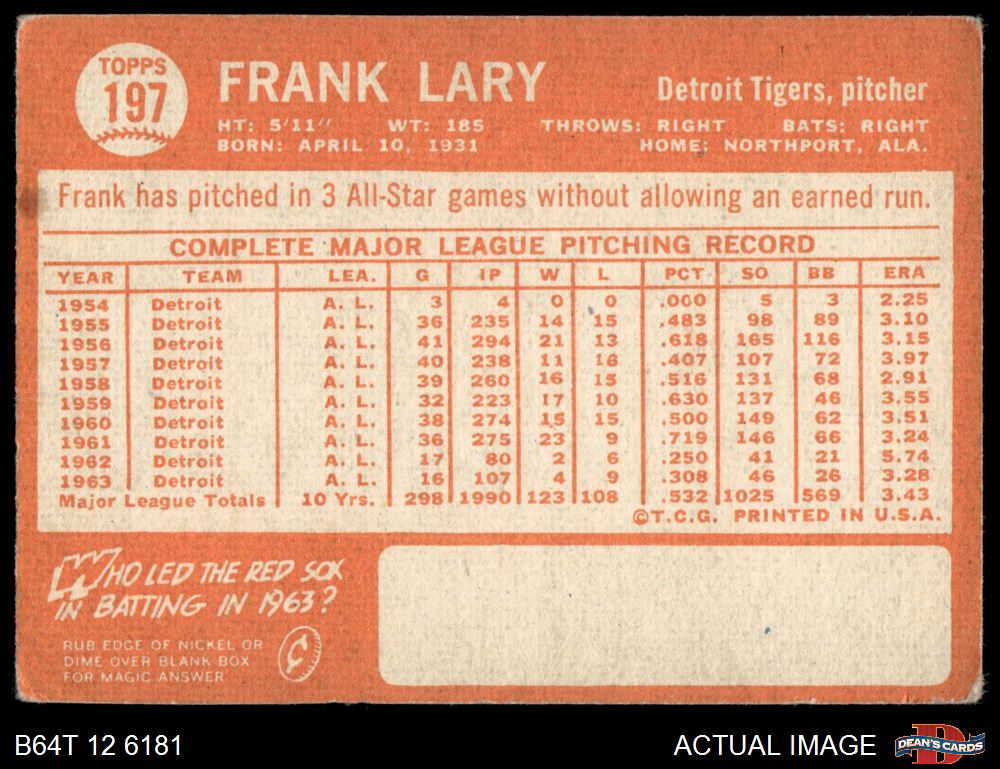 TOPPS
197
FRANK LARY
Detroit Tigers, pitcher
HT: 5'11" WT: 185 THROWS: RIGHT BATS: RIGHT
BORN: APRIL 10, 1931 HOME: NORTHPORT, ALA.
Frank has pitched in 3 All-Star games without allowing an earned run.
COMPLETE MAJOR LEAGUE PITCHING RECORD
YEAR TEAM LEA. G IP W L PCT. SO BB ERA
1954 Detroit A. L. 3 4 0 0 .000 5 3 2.25
1955 Detroit A. L. 36 235 14 15 .483 98 89 3.10
1956 Detroit A. L. 41 294 21 13 .618 165 116 3.15
1957 Detroit A. L. 40 238 11 16 .407 107 72 3.97
1958 Detroit A. L. 39 260 16 15 .516 131 68 2.91
1959 Detroit A. L. 32 223 17 10 .630 137 46 3.55
1960 Detroit A. L. 38 274 15 15 .500 149 62 3.51
1961 Detroit A. L. 36 275 23 9 .719 146 66 3.24
1962 Detroit A. L. 17 80 2 6 .250 41 21 5.74
1963 Detroit A. L. 16 107 4 9 .308 46 26 3.28
Major League Totals 10 Yrs. 298 1990 123 108 .532 1025 569 3.43
©T.C.G. PRINTED IN U.S.A.
WHO LED THE RED SOX
IN BATTING IN 1963?
RUB EDGE OF NICKEL OR
DIME OVER BLANK BOX
FOR MAGIC ANSWER
¢
B64T 12 6181
ACTUAL IMAGE
D
DEAN'S CARDS